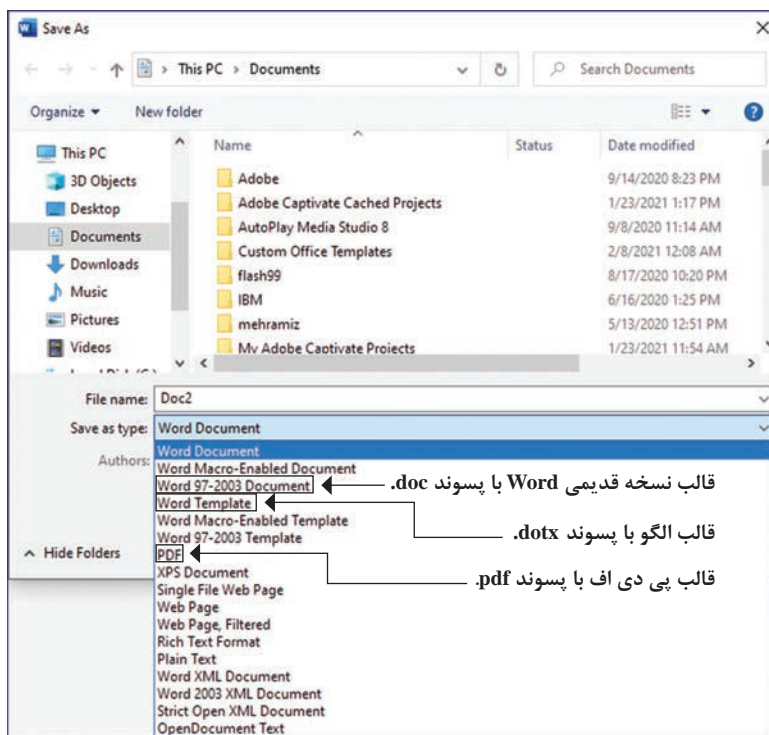 Save As
This PC > Documents
Search Documents
Organize
New folder
Name
Status
Date modified
This PC
3D Objects
Desktop
Documents
Downloads
Music
Pictures
Videos
Adobe
9/14/2020 8:23 PM
Adobe Captivate Cached Projects
1/23/2021 1:17 PM
AutoPlay Media Studio 8
9/8/2020 11:14 AM
Custom Office Templates
2/8/2021 12:08 AM
flash99
8/17/2020 10:20 PM
IBM
6/16/2020 1:25 PM
mehramiz
5/13/2020 12:51 PM
My Adobe Captivate Projects
1/23/2021 11:54 AM
File name: Doc2
Save as type: Word Document
Authors:
Word Document
Word Macro-Enabled Document
Word 97-2003 Document
قالب نسخه قدیمی Word با پسوند doc.
Word Template
Word Macro-Enabled Template
قالب الگو با پسوند dotx.
Word 97-2003 Template
Hide Folders
PDF
قالب پی دی اف با پسوند pdf.
XPS Document
Single File Web Page
Web Page
Web Page, Filtered
Rich Text Format
Plain Text
Word XML Document
Word 2003 XML Document
Strict Open XML Document
OpenDocument Text